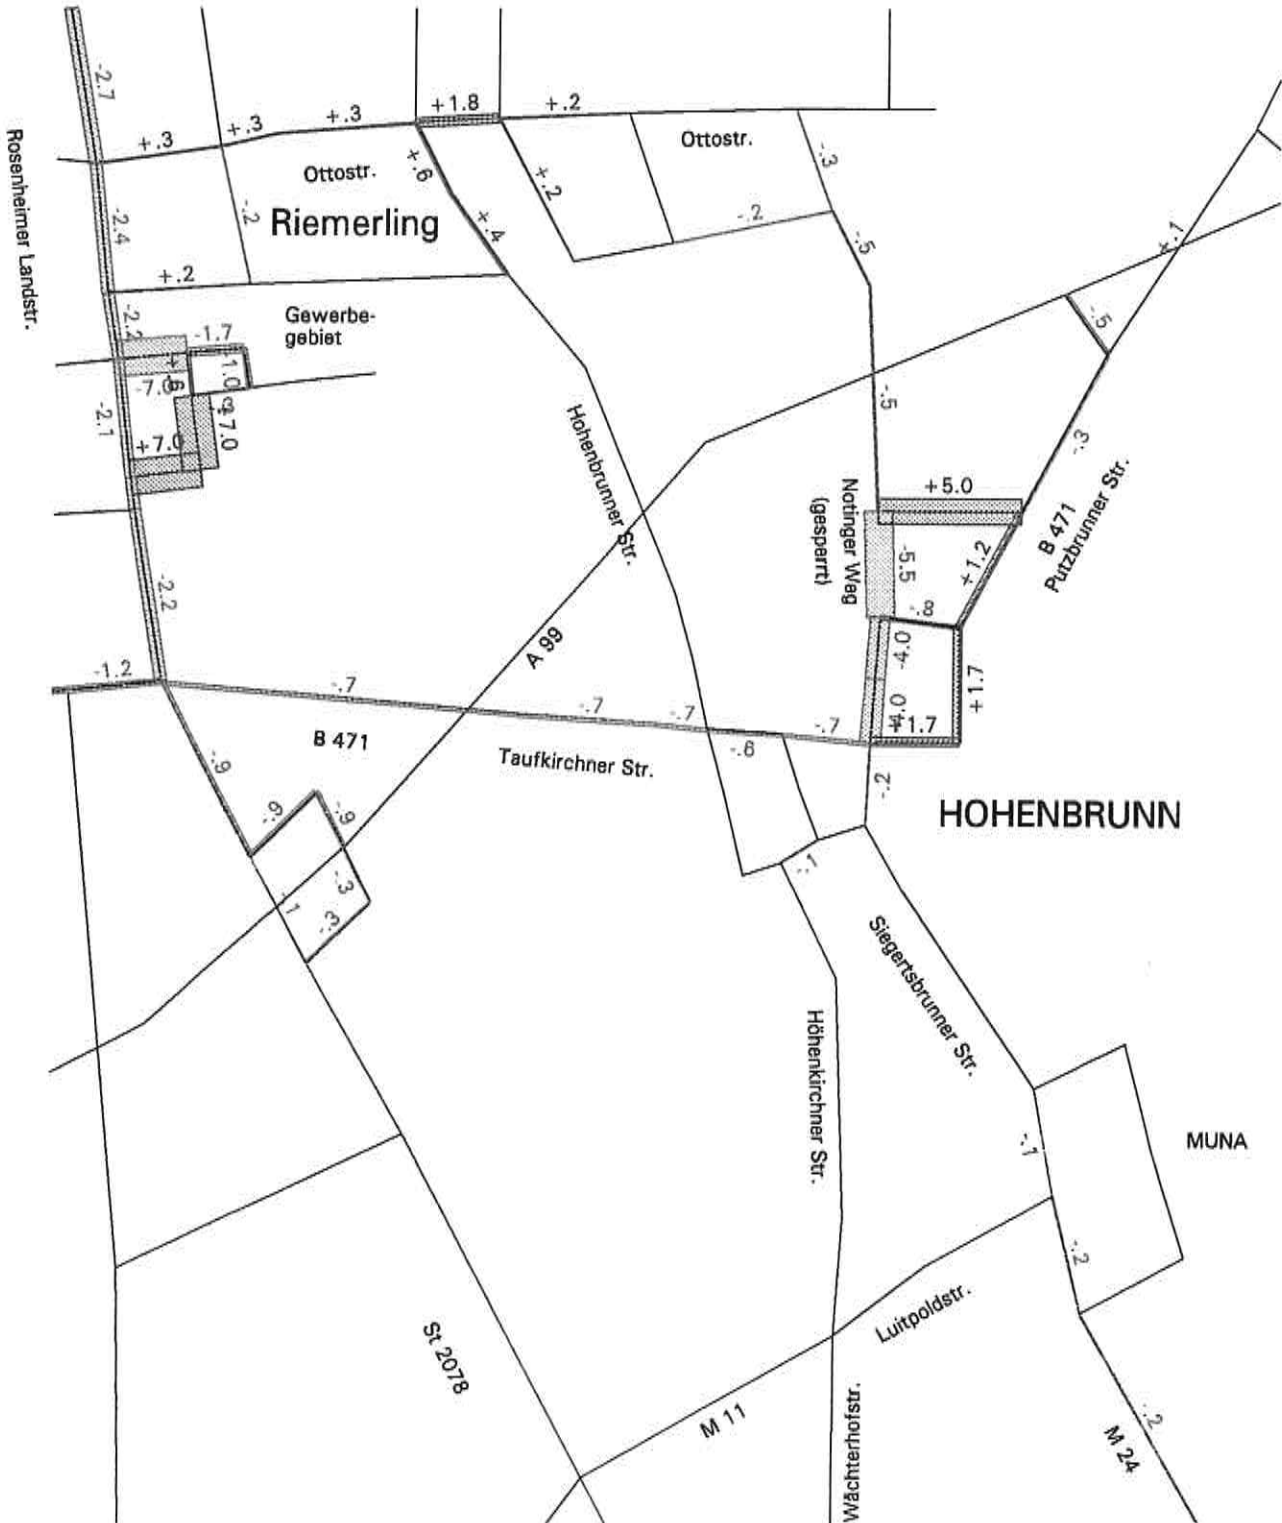 -2.7
+.3
+.3
+.3
+1.8
+.2
Rosenheimer Landstr.
Ottostr.
+.6
+.2
Ottostr.
-.3
-2.4
-.2
Riemerling
+.4
-.2
-.5
+.1
+.2
-2.2
-1.7
Gewerbe-
gebiet
-.5
+.6
1.0
-7.0
-2.1
+7.0
+7.0
Hohenbrunner Str.
-.5
-.3
+5.0
Notinger Weg
(gesperrt)
B 471
Putzbrunner Str.
-5.5
+1.2
-2.2
-.8
A 99
-4.0
-1.2
-.7
-.7
-.7
-.7
-4.0
+1.7
+1.7
B 471
-.6
Taufkirchner Str.
-.9
-.2
HOHENBRUNN
-.9
-.9
-.1
-.3
-.1
-.3
Siegertsbrunner Str.
Höhenkirchner Str.
-.1
MUNA
-.2
Luitpoldstr.
St 2078
M 11
Wächterhofstr.
-.2
M 24